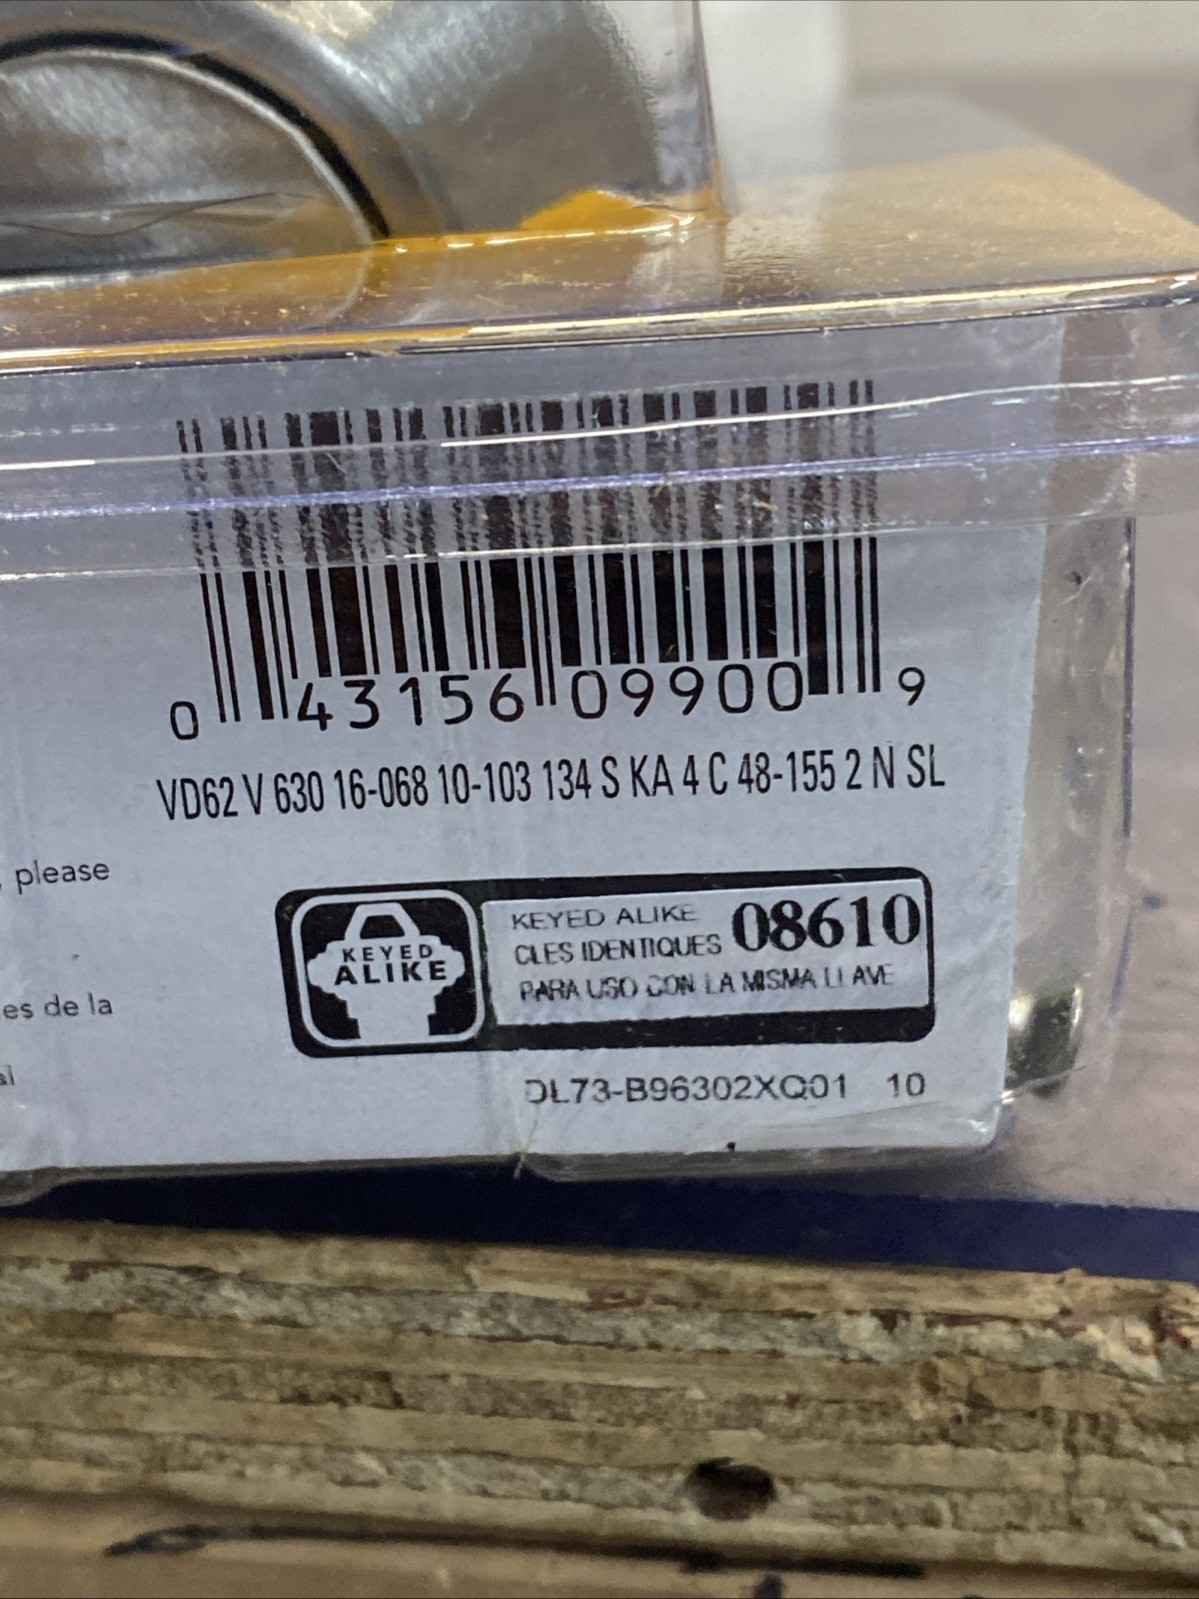 0 43156 09900 9
VD62 V 630 16-068 10-103 134 S KA 4 C 48-155 2 N SL
please
es de la
al
KEYED
ALIKE
KEYED ALIKE 08610
CLES IDENTIQUES
PARA USO CON LA MISMA LLAVE
DL73-B96302XQ01 10